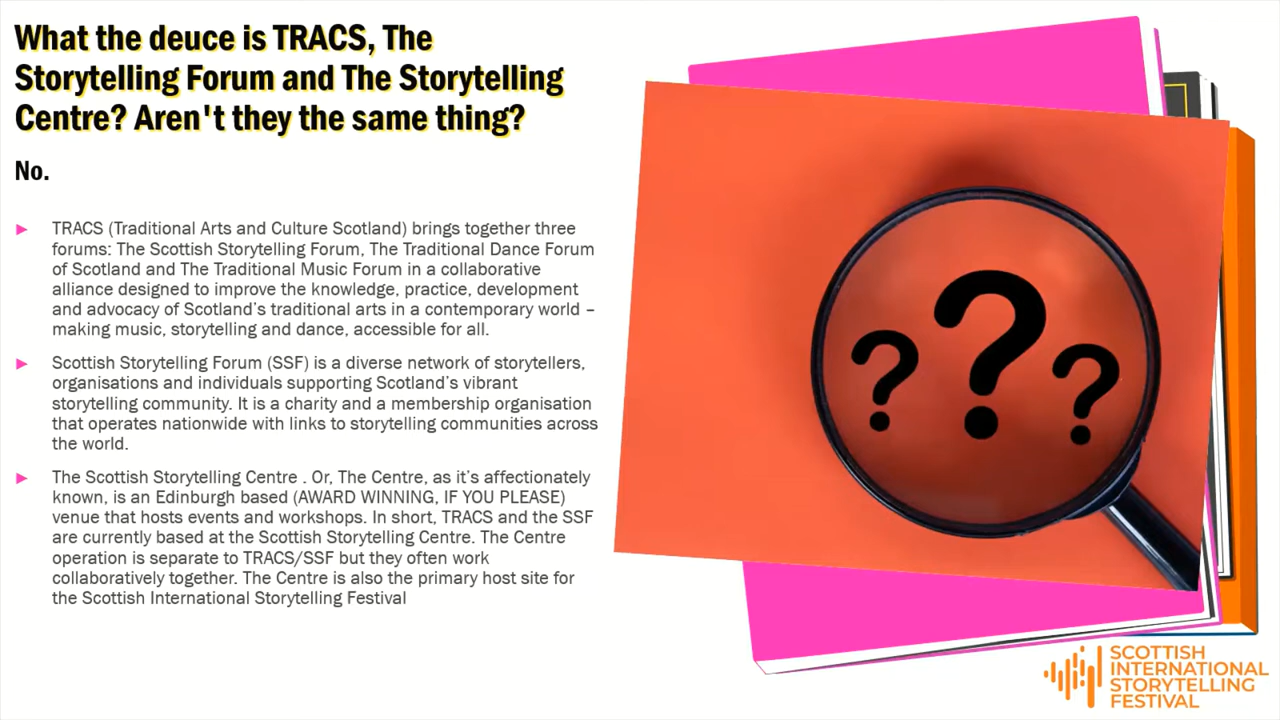 What the deuce is TRACS, The
Storytelling Forum and The Storytelling
Centre? Aren't they the same thing?
No.
TRACS (Traditional Arts and Culture Scotland) brings together three
forums: The Scottish Storytelling Forum, The Traditional Dance Forum
of Scotland and The Traditional Music Forum in a collaborative
alliance designed to improve the knowledge, practice, development
and advocacy of Scotland’s traditional arts in a contemporary world –
making music, storytelling and dance, accessible for all.
Scottish Storytelling Forum (SSF) is a diverse network of storytellers,
organisations and individuals supporting Scotland’s vibrant
storytelling community. It is a charity and a membership organisation
that operates nationwide with links to storytelling communities across
the world.
The Scottish Storytelling Centre . Or, The Centre, as it’s affectionately
known, is an Edinburgh based (AWARD WINNING, IF YOU PLEASE)
venue that hosts events and workshops. In short, TRACS and the SSF
are currently based at the Scottish Storytelling Centre. The Centre
operation is separate to TRACS/SSF but they often work
collaboratively together. The Centre is also the primary host site for
the Scottish International Storytelling Festival
? ? ?
SCOTTISH
INTERNATIONAL
STORYTELLING
FESTIVAL